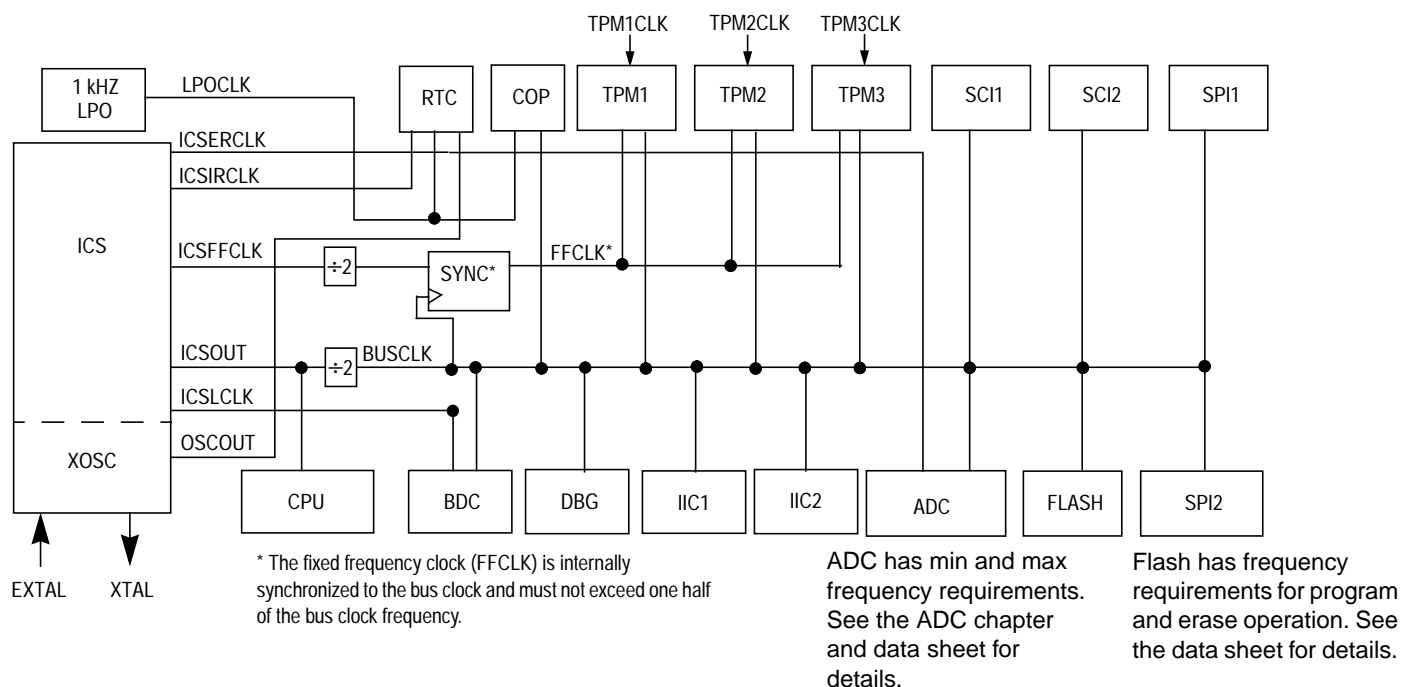 TPM1CLK TPM2CLK TPM3CLK
1 kHZ
LPO
LPOCLK
RTC COP TPM1 TPM2 TPM3 SCI1 SCI2 SPI1
ICSERCLK
ICSIRCLK
ICS
ICSFFCLK
÷2
SYNC*
FFCLK*
ICSOUT
÷2
BUSCLK
ICSLCLK
OSCOUT
XOSC
CPU BDC DBG IIC1 IIC2 ADC FLASH SPI2
EXTAL XTAL
* The fixed frequency clock (FFCLK) is internally
synchronized to the bus clock and must not exceed one half
of the bus clock frequency.
ADC has min and max
frequency requirements.
See the ADC chapter
and data sheet for
details.
Flash has frequency
requirements for program
and erase operation. See
the data sheet for details.